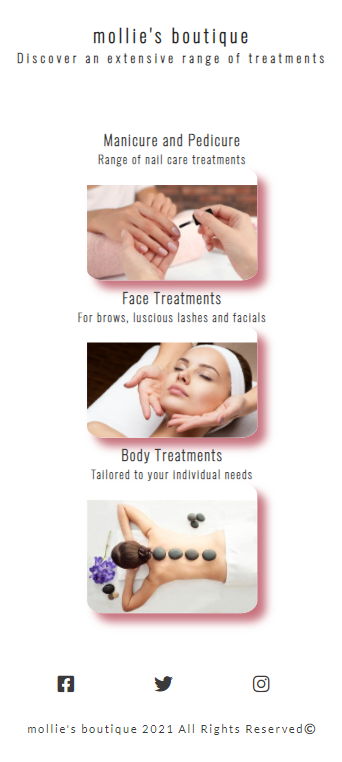 mollie's boutique
Discover an extensive range of treatments
Manicure and Pedicure
Range of nail care treatments
Face Treatments
For brows, luscious lashes and facials
Body Treatments
Tailored to your individual needs
mollie's boutique 2021 All Rights Reserved©